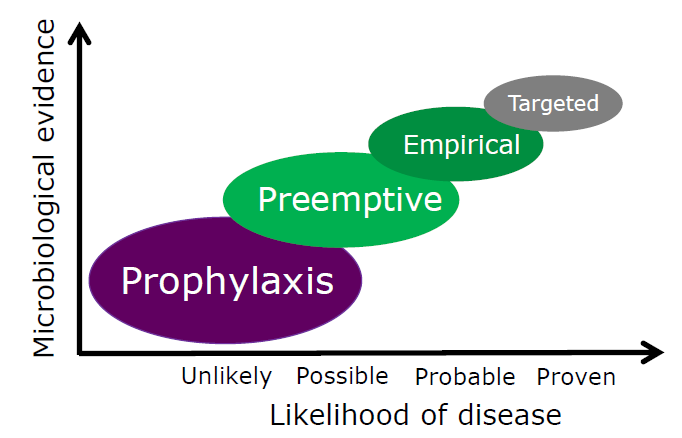 Microbiological evidence
Targeted
Empirical
Preemptive
Prophylaxis
Unlikely Possible Probable Proven
Likelihood of disease